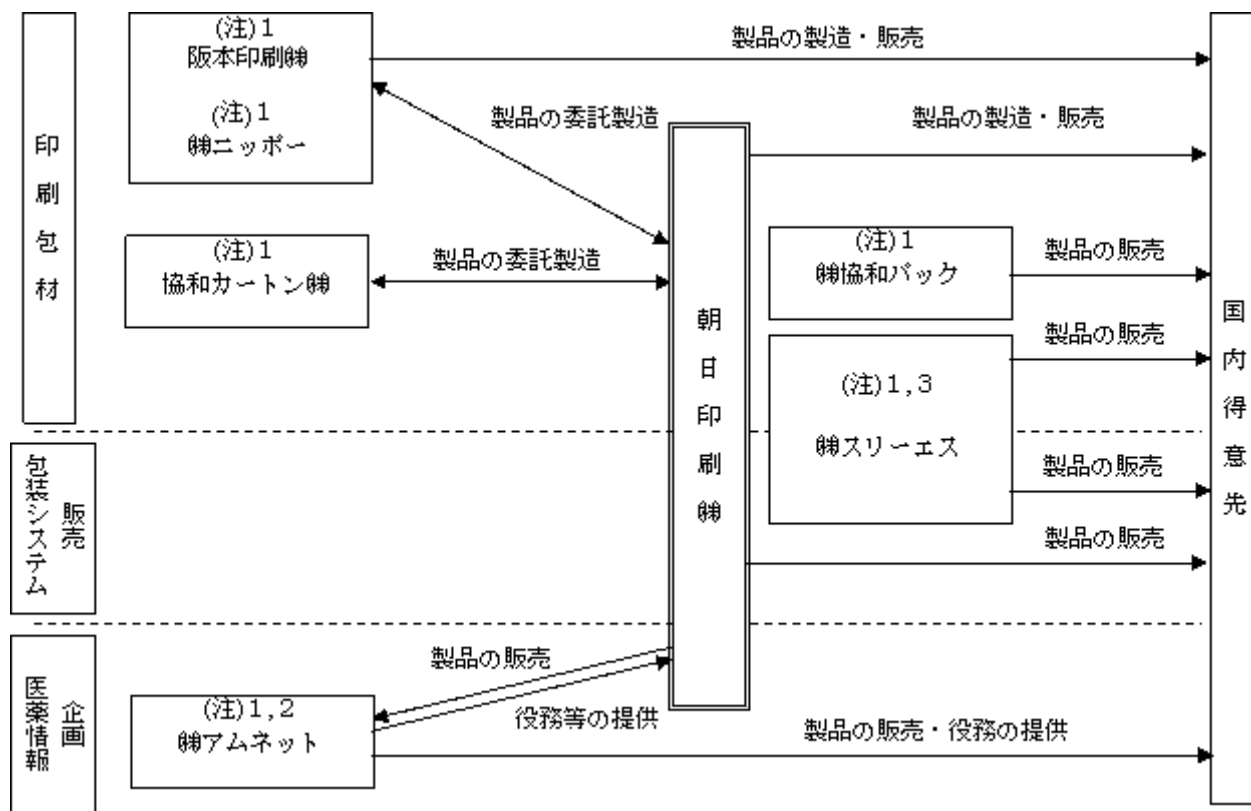 印刷包材
(注)1
阪本印刷㈱
(注)1
㈱ニッポー
製品の製造・販売
製品の委託製造
製品の製造・販売
(注)1
協和カートン㈱
製品の委託製造
朝日印刷㈱
(注)1
㈱協和パック
製品の販売
製品の販売
(注)1,3
㈱スリーエス
製品の販売
製品の販売
国内得意先
包装システム
販売
医薬情報
企画
製品の販売
(注)1,2
㈱アムネット
役務等の提供
製品の販売・役務の提供